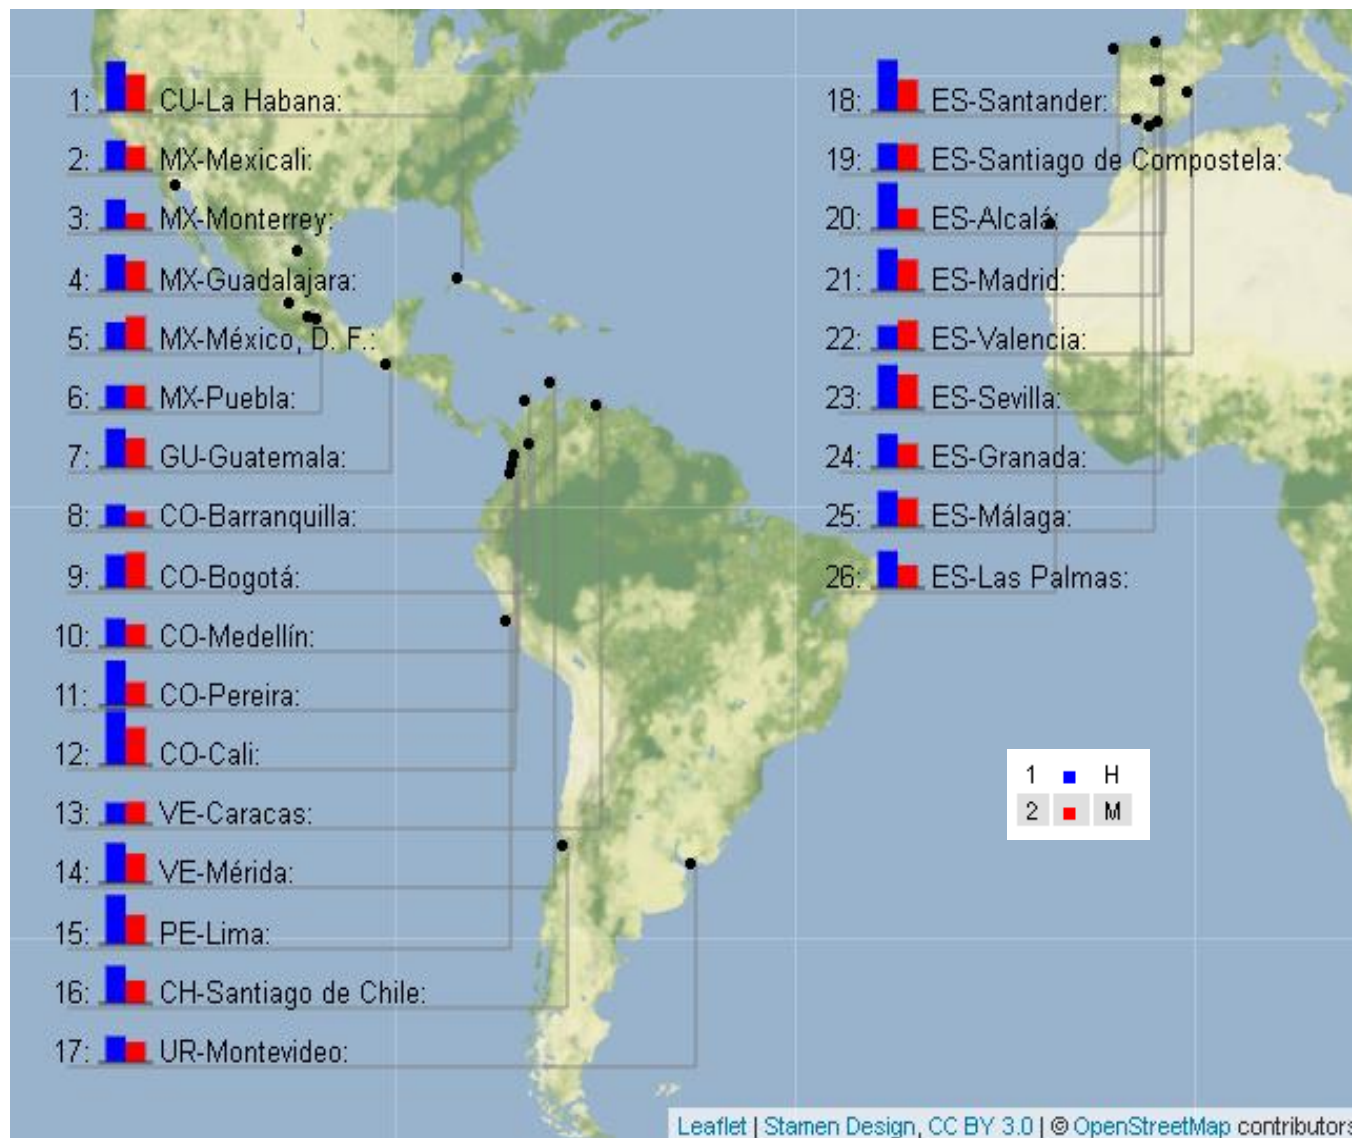 1: CU-La Habana:
2: MX-Mexicali:
3: MX-Monterrey:
4: MX-Guadalajara:
5: MX-México, D. F.:
6: MX-Puebla:
7: GU-Guatemala:
8: CO-Barranquilla:
9: CO-Bogotá:
10: CO-Medellín:
11: CO-Pereira:
12: CO-Cali:
13: VE-Caracas:
14: VE-Mérida:
15: PE-Lima:
16: CH-Santiago de Chile:
17: UR-Montevideo:
18: ES-Santander:
19: ES-Santiago de Compostela:
20: ES-Alcalá:
21: ES-Madrid:
22: ES-Valencia:
23: ES-Sevilla:
24: ES-Granada:
25: ES-Málaga:
26: ES-Las Palmas:
1 H
2 M
Leaflet | Stamen Design, CC BY 3.0 | © OpenStreetMap contributors